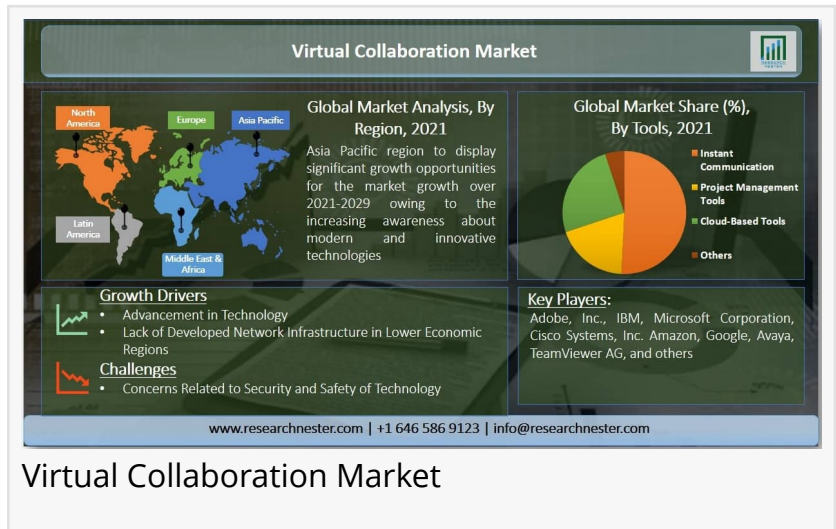 Virtual Collaboration Market
RESEARCH
NESTER
North
America
Europe
Asia Pacific
Latin
America
Middle East &
Africa
Global Market Analysis, By
Region, 2021
Asia Pacific region to display
significant growth opportunities
for the market growth over
2021-2029 owing to the
increasing awareness about
modern and innovative
technologies
Global Market Share (%),
By Tools, 2021
Instant
Communication
Project Management
Tools
Cloud-Based Tools
Others
Growth Drivers
• Advancement in Technology
• Lack of Developed Network Infrastructure in Lower Economic
Regions
Challenges
• Concerns Related to Security and Safety of Technology
Key Players:
Adobe, Inc., IBM, Microsoft Corporation,
Cisco Systems, Inc. Amazon, Google, Avaya,
TeamViewer AG, and others
www.researchnester.com | +1 646 586 9123 | info@researchnester.com
Virtual Collaboration Market